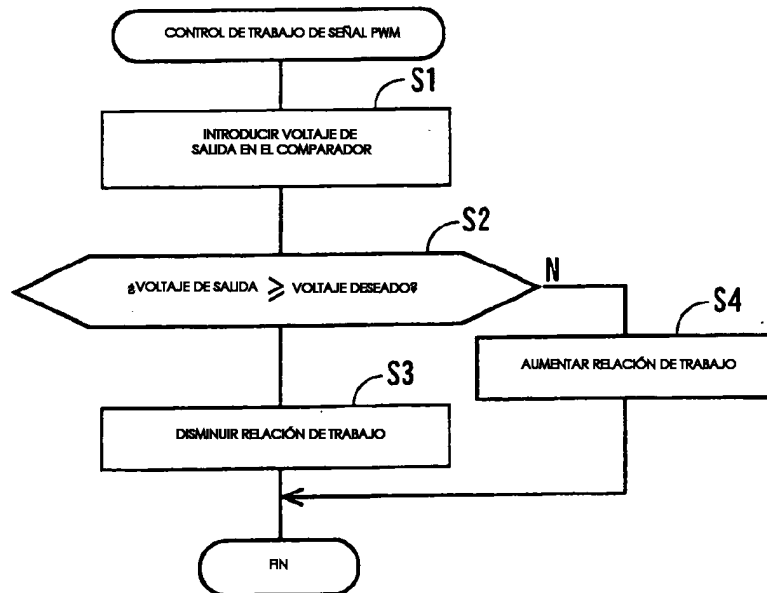 CONTROL DE TRABAJO DE SEÑAL PWM
S1
INTRODUCIR VOLTAJE DE
SALIDA EN EL COMPARADOR
S2
¿VOLTAJE DE SALIDA ≥ VOLTAJE DESEADO?
N
S4
AUMENTAR RELACIÓN DE TRABAJO
S3
DISMINUIR RELACIÓN DE TRABAJO
FIN